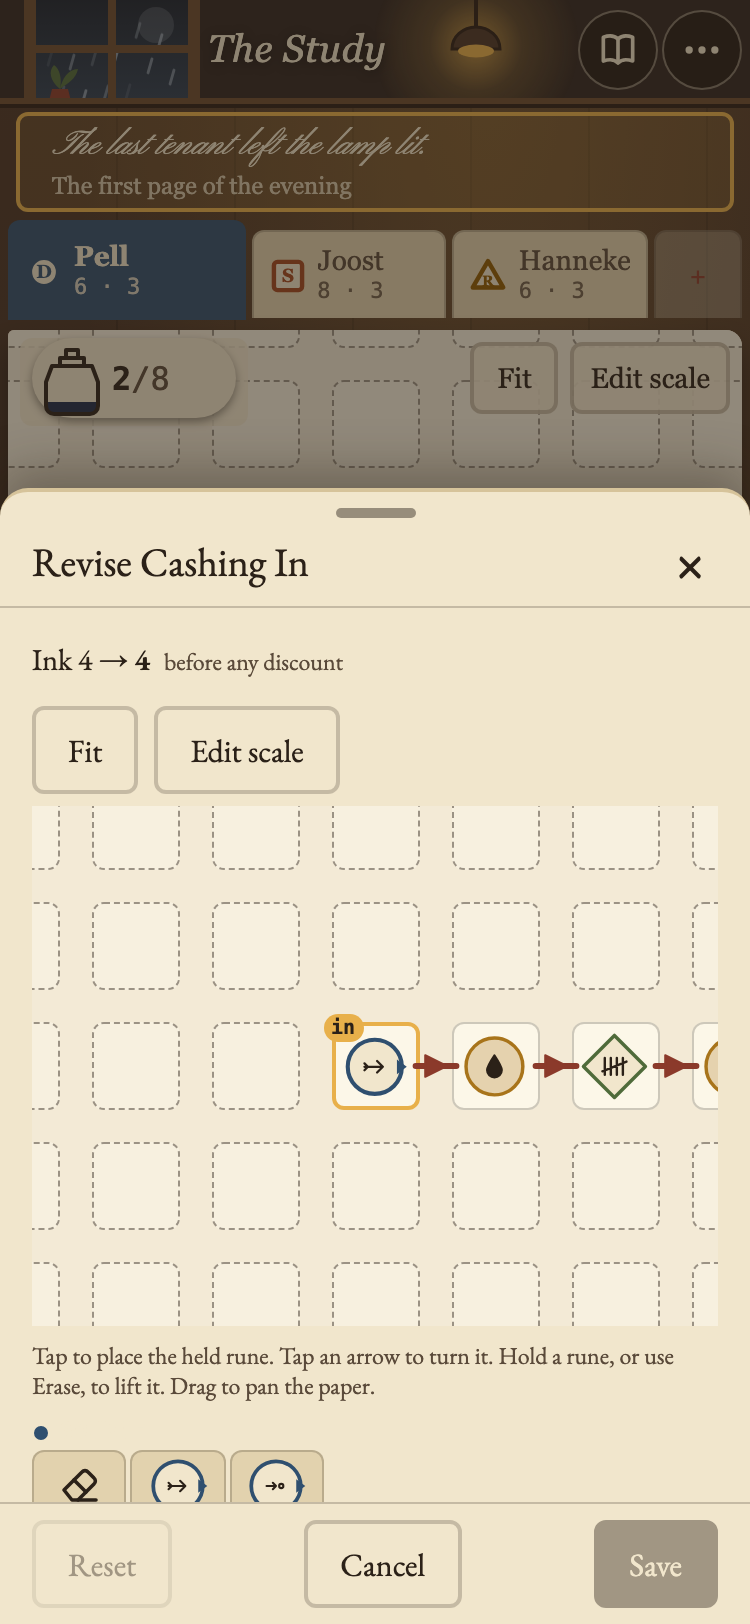 The Study
The last tenant left the lamp lit.
The first page of the evening
D Pell
6 · 3
S Joost
8 · 3
R Hanneke
6 · 3
+
2/8
Fit
Edit scale
Revise Cashing In
Ink 4 → 4 before any discount
Fit
Edit scale
in
Tap to place the held rune. Tap an arrow to turn it. Hold a rune, or use
Erase, to lift it. Drag to pan the paper.
Reset
Cancel
Save